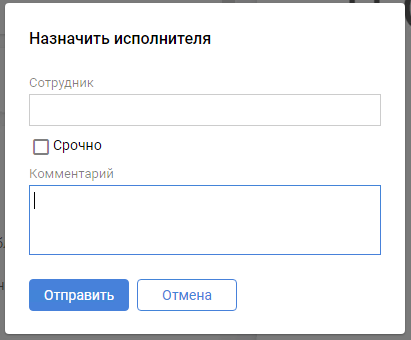 Назначить исполнителя
Сотрудник
Срочно
Комментарий
Отправить
Отмена